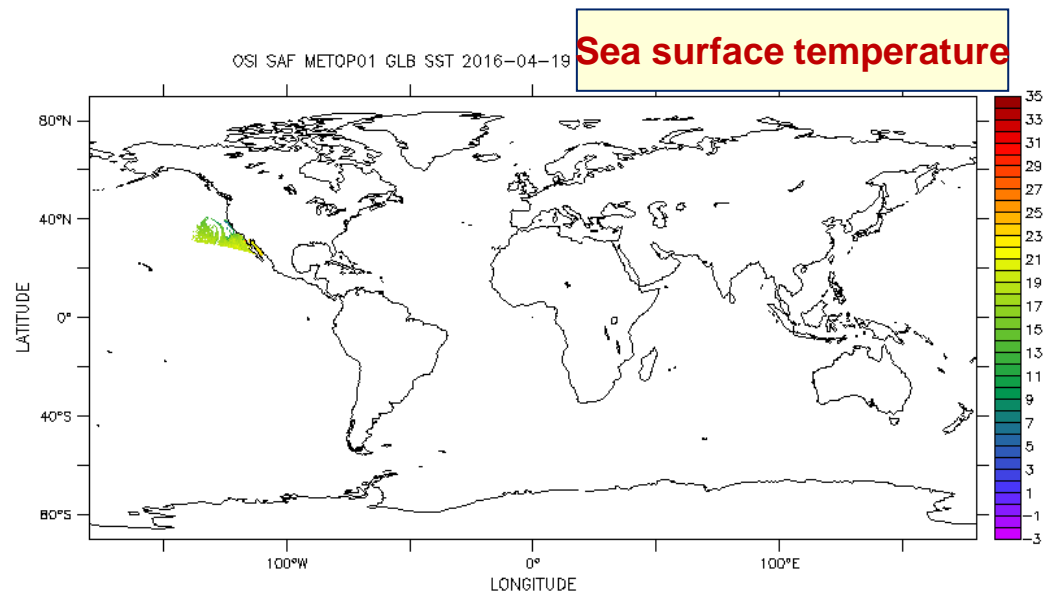 Sea surface temperature
OSI SAF METOP01 GLB SST 2016-04-19
80°N
40°N
0°
40°S
80°S
LATITUDE
100°W
0°
100°E
LONGITUDE
35
33
31
29
27
25
23
21
19
17
15
13
11
9
7
5
3
1
-1
-3